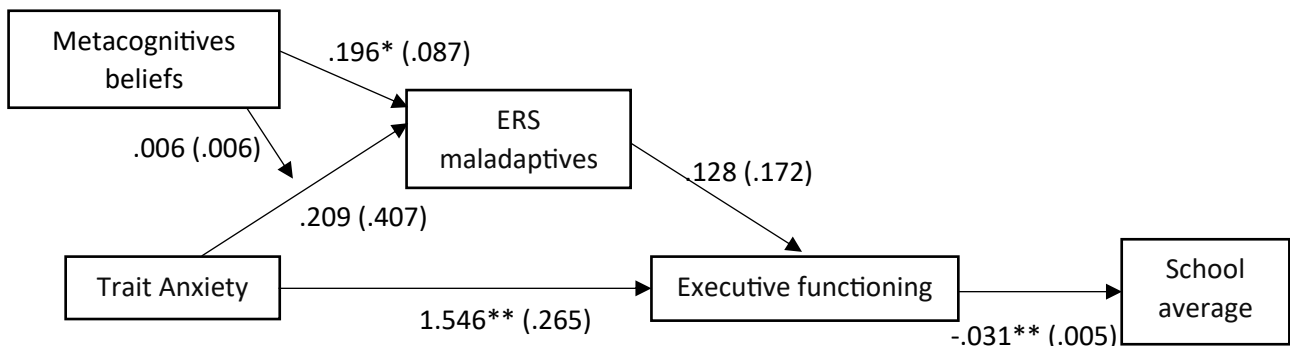 Metacognitives
beliefs
.196* (.087)
ERS
maladaptives
.006 (.006)
.128 (.172)
.209 (.407)
Trait Anxiety
Executive functioning
School
average
1.546** (.265)
-.031** (.005)